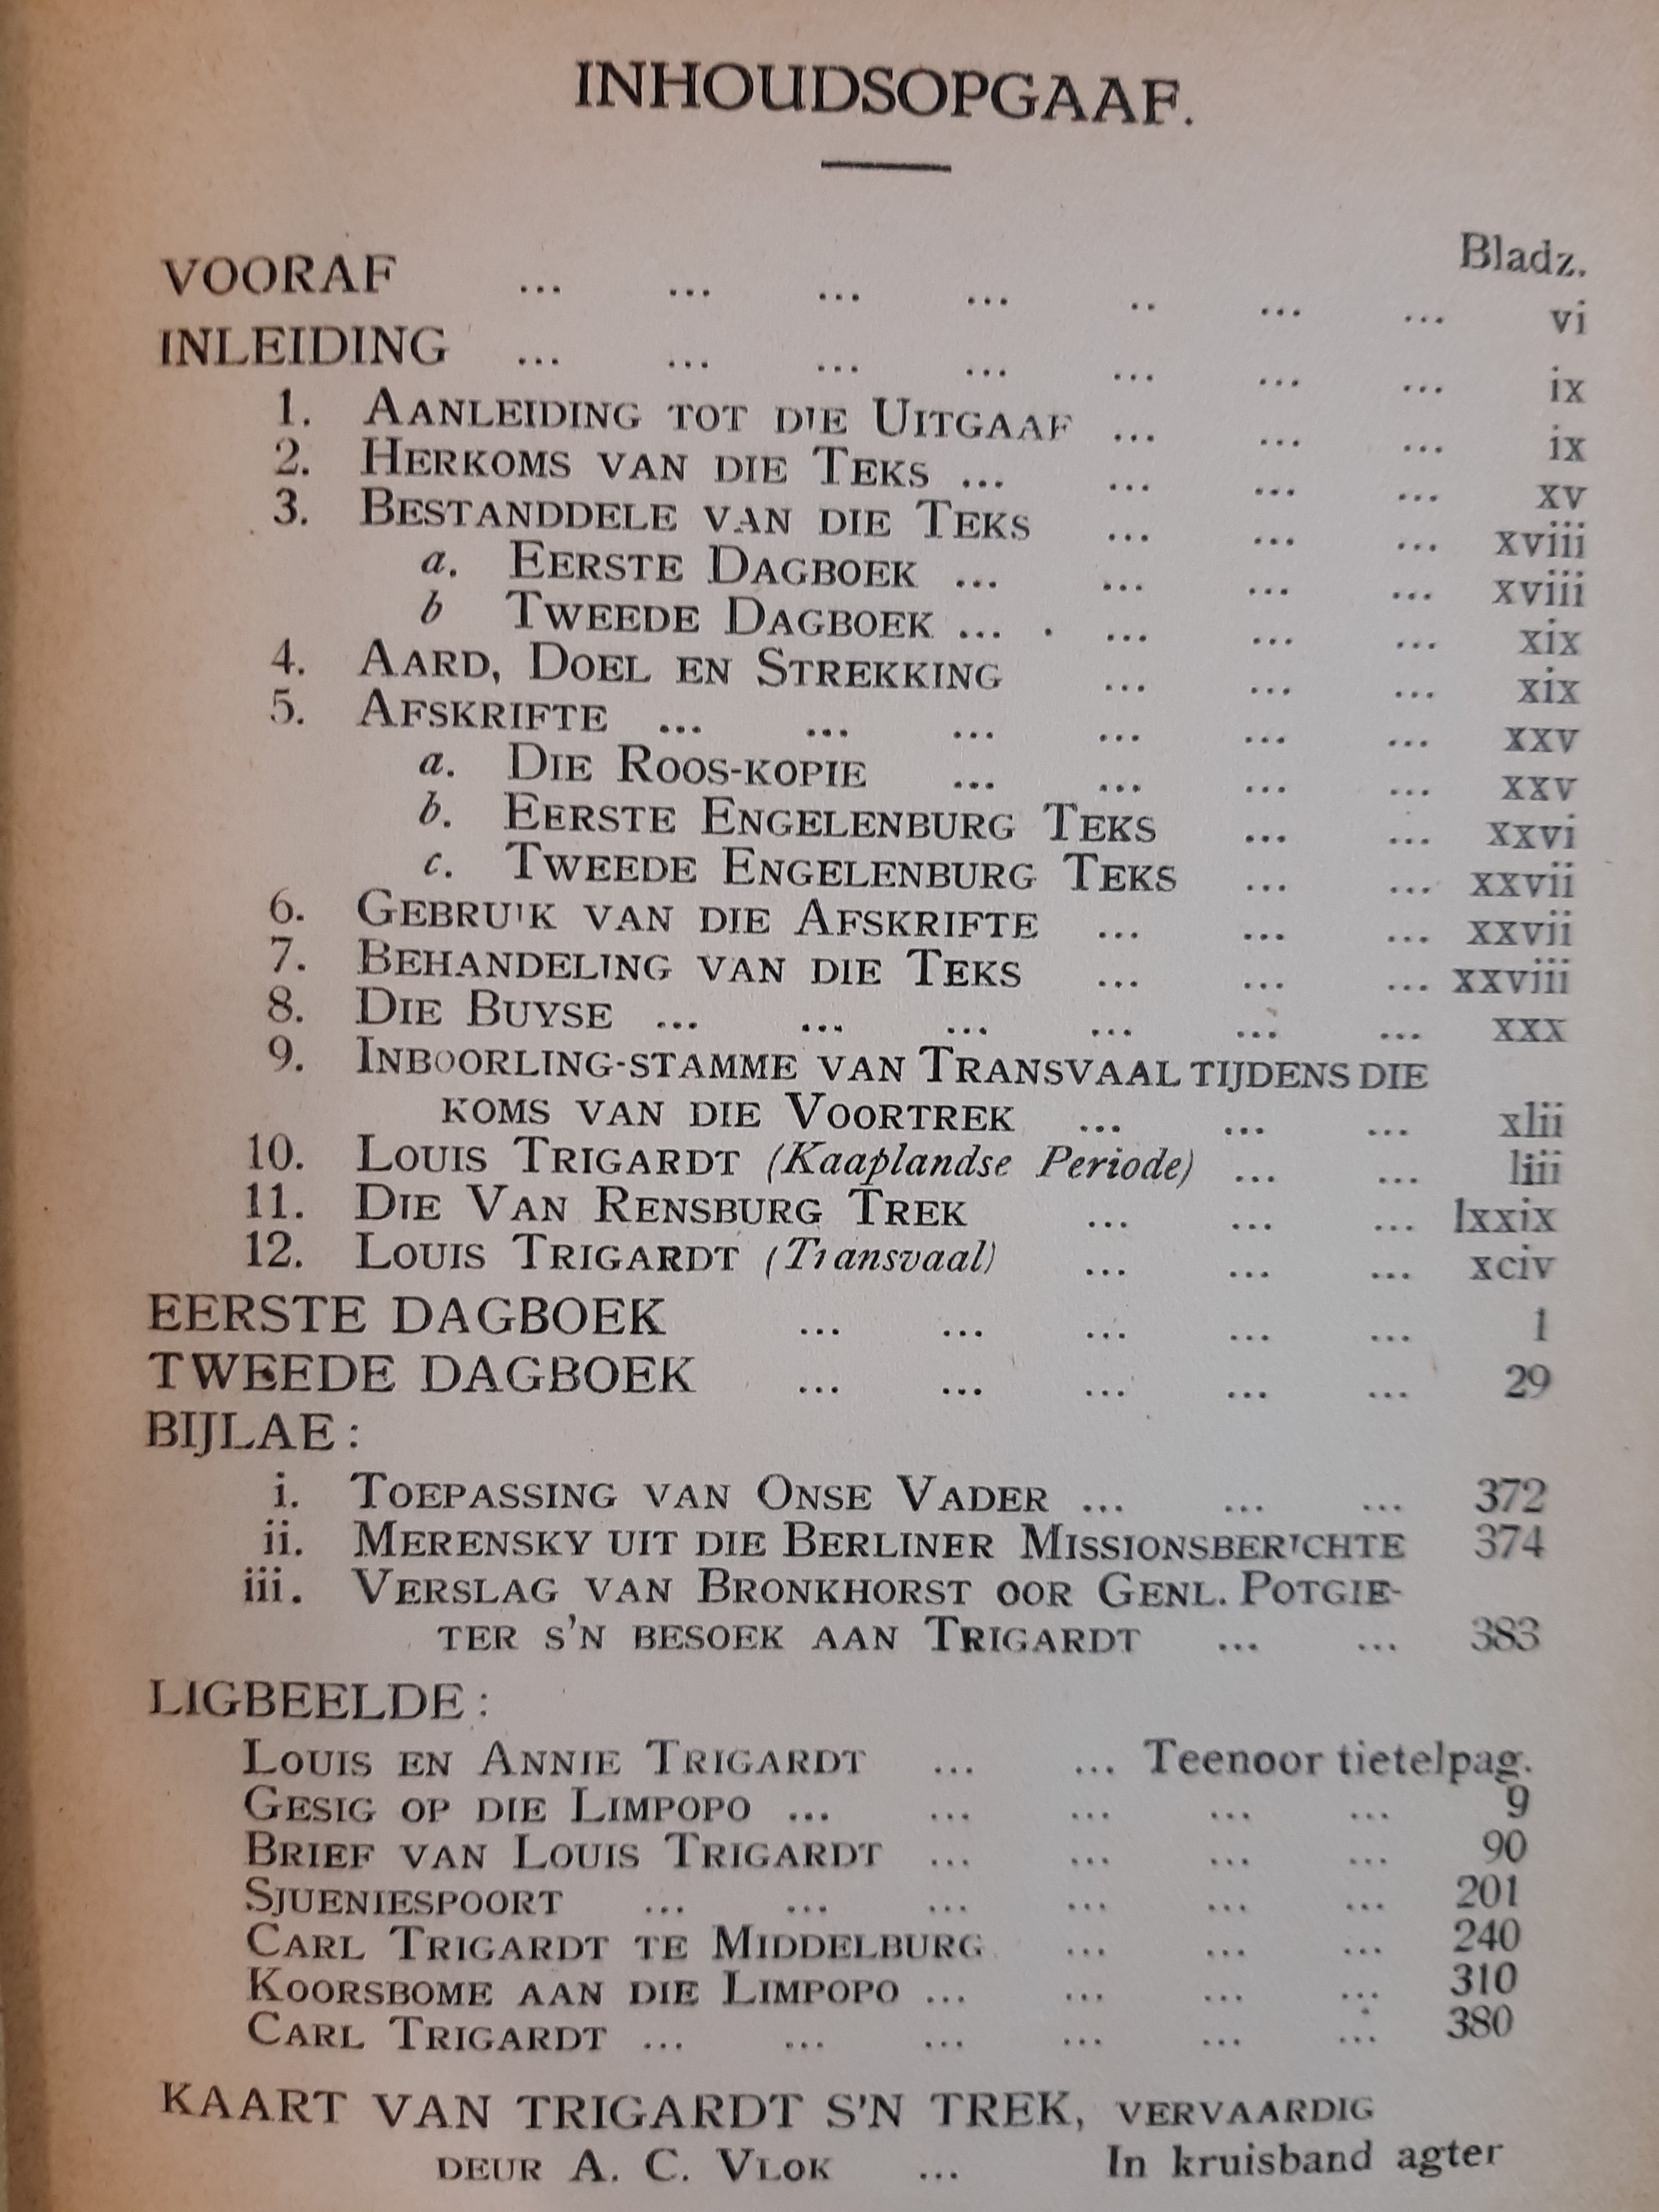 INHOUDSOPGAAF.
Bladz.
VOORAF ... ... ... ... .. ... ... vi
INLEIDING ... ... ... ... ... ... ... ix
1. AANLEIDING TOT DIE UITGAAF ... ... ... ix
2. HERKOMS VAN DIE TEKS ... ... ... ... xv
3. BESTANDDELE VAN DIE TEKS ... ... ... xviii
a. EERSTE DAGBOEK ... ... ... ... xviii
b TWEEDE DAGBOEK ... . ... ... ... xix
4. AARD, DOEL EN STREKKING ... ... ... xix
5. AFSKRIFTE ... ... ... ... ... ... xxv
a. DIE ROOS-KOPIE ... ... ... ... xxv
b. EERSTE ENGELENBURG TEKS ... ... xxvi
c. TWEEDE ENGELENBURG TEKS ... ... xxvii
6. GEBRUIK VAN DIE AFSKRIFTE ... ... ... xxvii
7. BEHANDELING VAN DIE TEKS ... ... ... xxviii
8. DIE BUYSE ... ... ... ... ... ... xxx
9. INBOORLING-STAMME VAN TRANSVAAL TIJDENS DIE
KOMS VAN DIE VOORTREK ... ... ... xlii
10. LOUIS TRIGARDT (Kaaplandse Periode) ... ... liii
11. DIE VAN RENSBURG TREK ... ... ... lxxix
12. LOUIS TRIGARDT (Transvaal) ... ... ... xciv
EERSTE DAGBOEK ... ... ... ... ... 1
TWEEDE DAGBOEK ... ... ... ... ... 29
BIJLAE :
i. TOEPASSING VAN ONSE VADER ... ... ... 372
ii. MERENSKY UIT DIE BERLINER MISSIONSBERICHTE 374
iii. VERSLAG VAN BRONKHORST OOR GENL. POTGIE-
TER S'N BESOEK AAN TRIGARDT ... ... 383
LIGBEELDE :
LOUIS EN ANNIE TRIGARDT ... ... Teenoor tietelpag.
GESIG OP DIE LIMPOPO ... ... ... ... ... 9
BRIEF VAN LOUIS TRIGARDT ... ... ... ... 90
SJUENIESPOORT ... ... ... ... ... ... 201
CARL TRIGARDT TE MIDDELBURG ... ... ... 240
KOORSBOME AAN DIE LIMPOPO ... ... ... ... 310
CARL TRIGARDT ... ... ... ... ... ... 380
KAART VAN TRIGARDT S'N TREK, VERVAARDIG
DEUR A. C. VLOK ... In kruisband agter